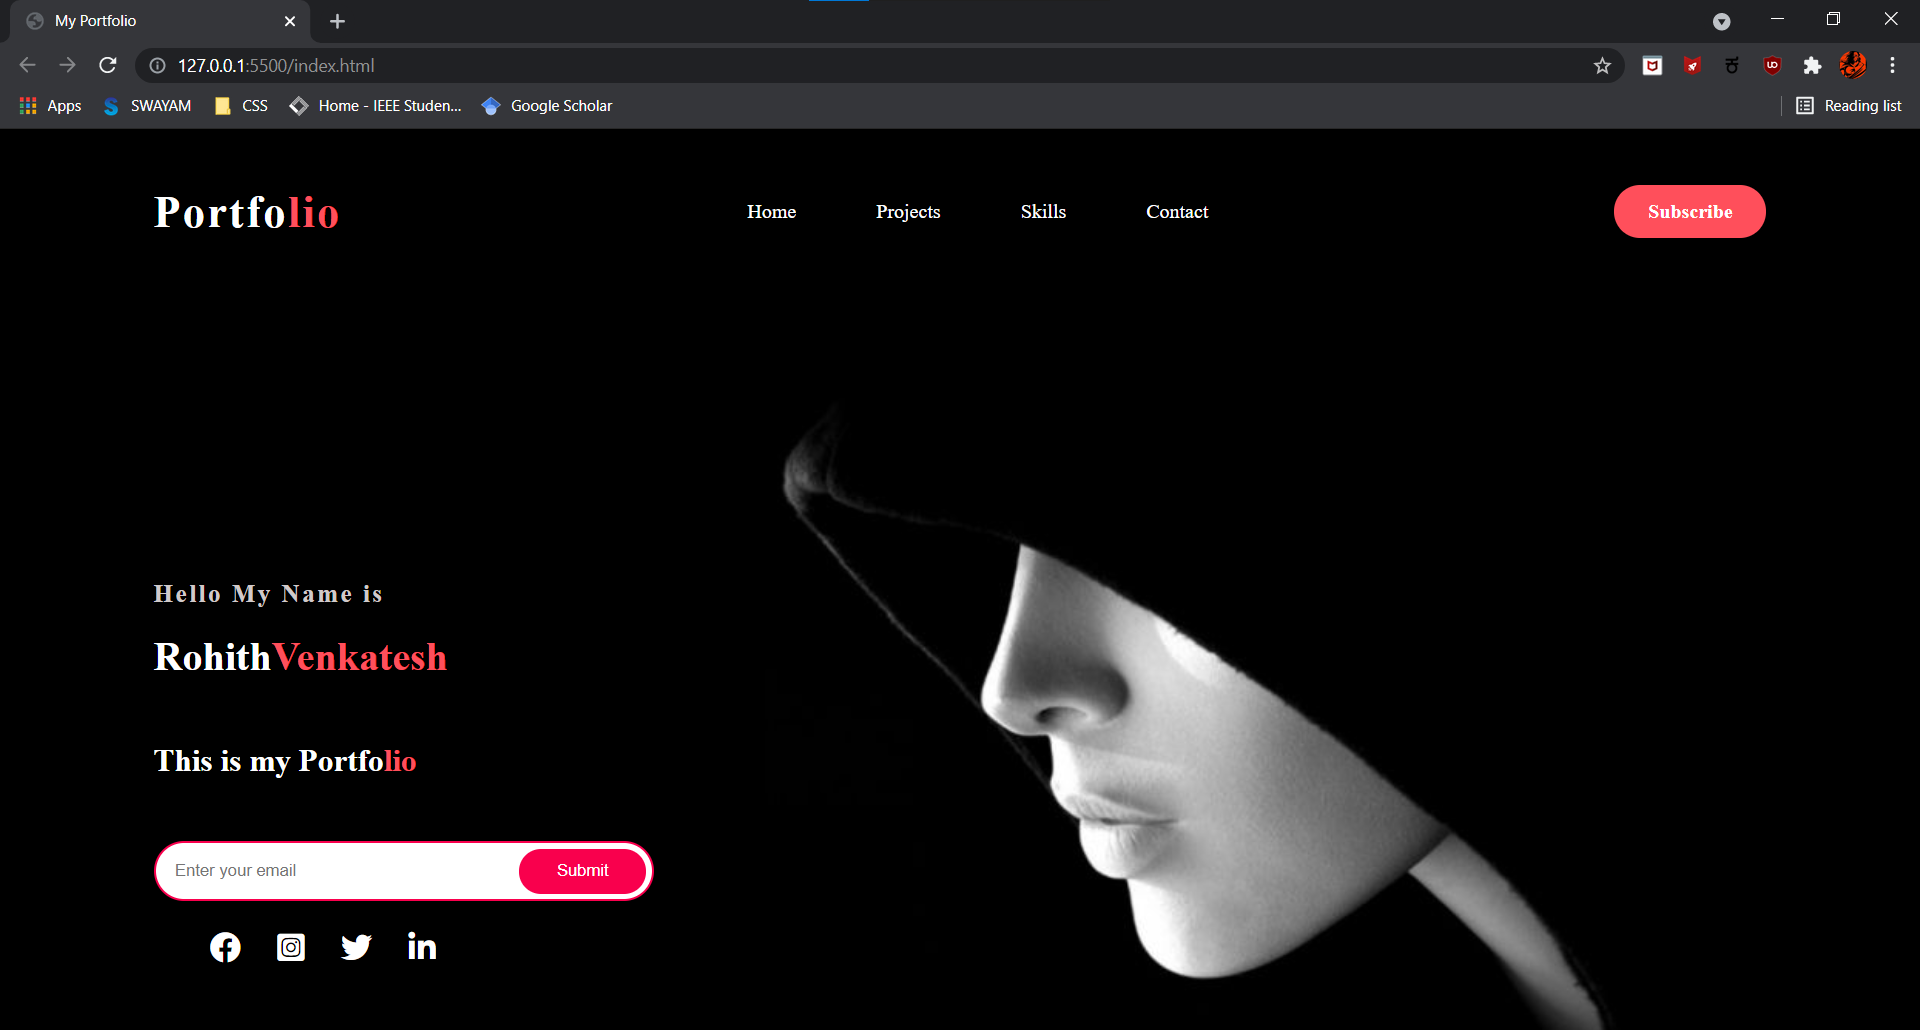 My Portfolio
127.0.0.1:5500/index.html
Apps SWAYAM CSS Home - IEEE Studen... Google Scholar Reading list
Portfolio Home Projects Skills Contact Subscribe
Hello My Name is
RohithVenkatesh
This is my Portfolio
Enter your email Submit